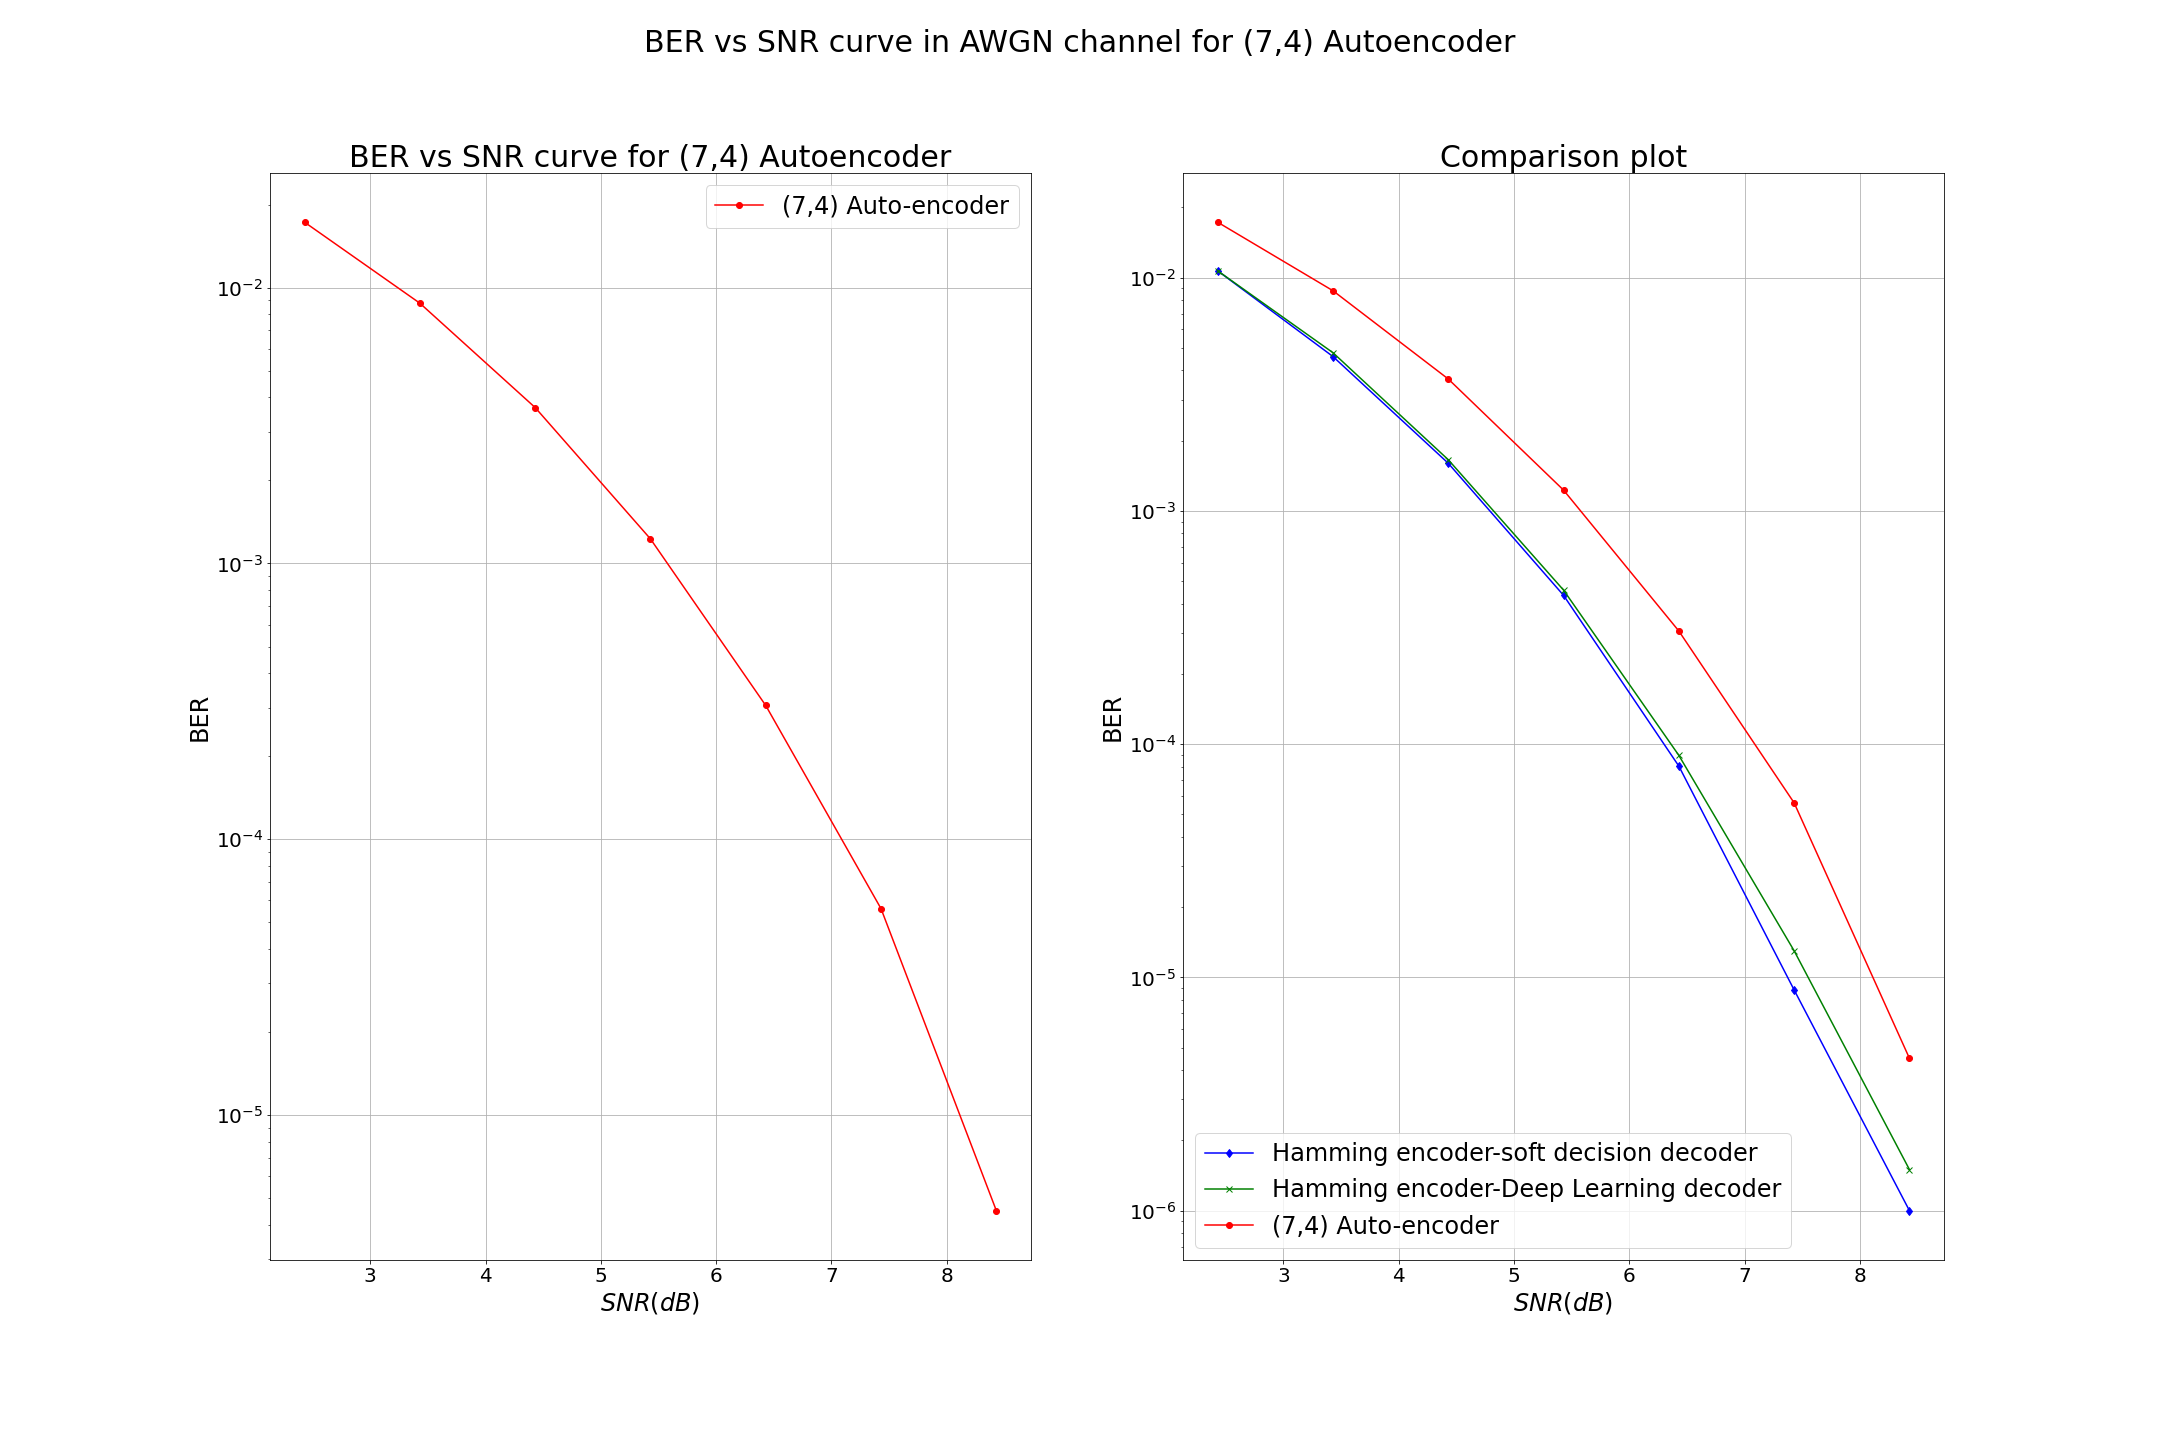 BER vs SNR curve in AWGN channel for (7,4) Autoencoder
BER vs SNR curve for (7,4) Autoencoder
(7,4) Auto-encoder
10⁻²
10⁻³
10⁻⁴
10⁻⁵
BER
3 4 5 6 7 8
SNR(dB)
Comparison plot
10⁻²
10⁻³
10⁻⁴
10⁻⁵
10⁻⁶
BER
Hamming encoder-soft decision decoder
Hamming encoder-Deep Learning decoder
(7,4) Auto-encoder
3 4 5 6 7 8
SNR(dB)